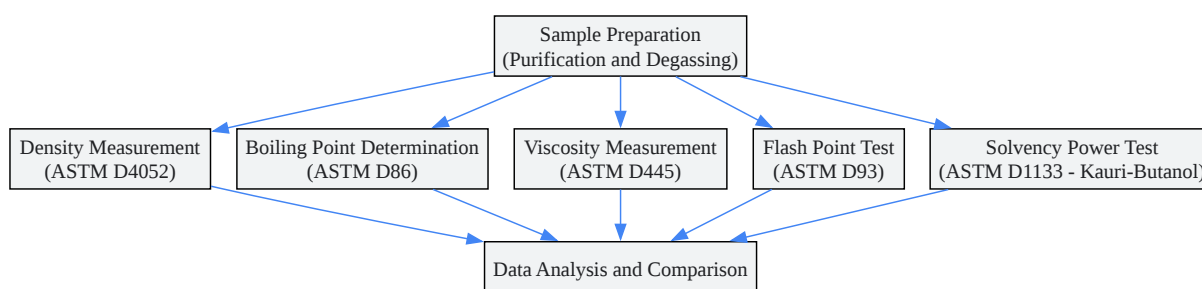 Sample Preparation
(Purification and Degassing)
Density Measurement
(ASTM D4052)
Boiling Point Determination
(ASTM D86)
Viscosity Measurement
(ASTM D445)
Flash Point Test
(ASTM D93)
Solvency Power Test
(ASTM D1133 - Kauri-Butanol)
Data Analysis and Comparison